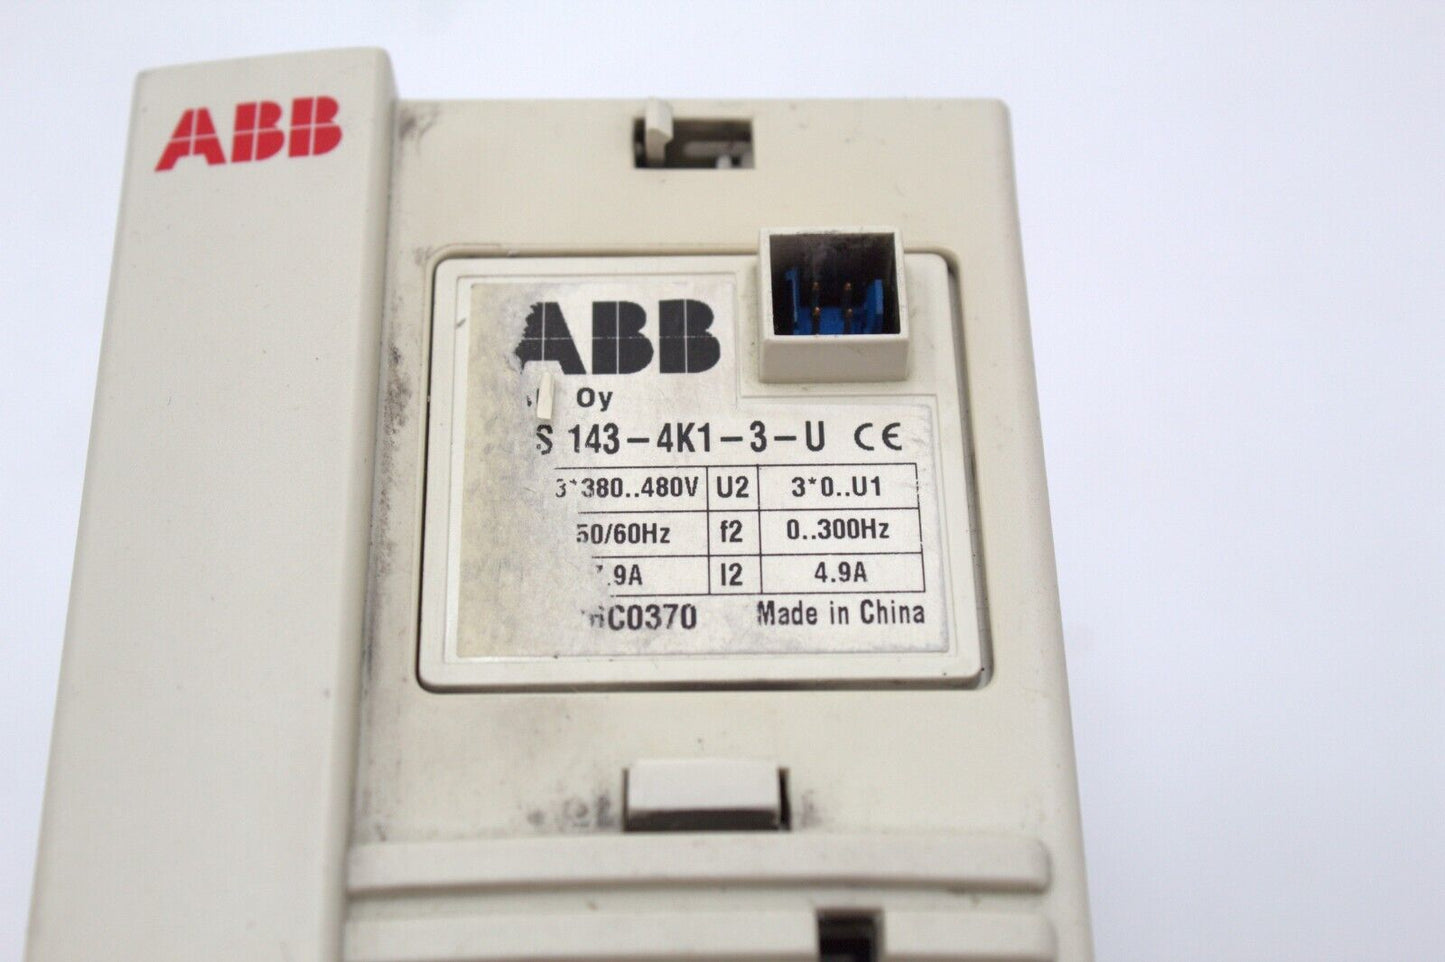 ABB
ABB
Oy
S 143-4K1-3-U CE
3*380..480V U2 3*0..U1
50/60Hz f2 0..300Hz
.9A I2 4.9A
C0370 Made in China